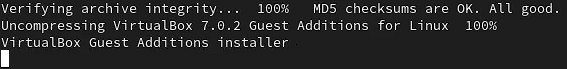 Verifying archive integrity...  100%   MD5 checksums are OK. All good.
Uncompressing VirtualBox 7.0.2 Guest Additions for Linux  100%
VirtualBox Guest Additions installer